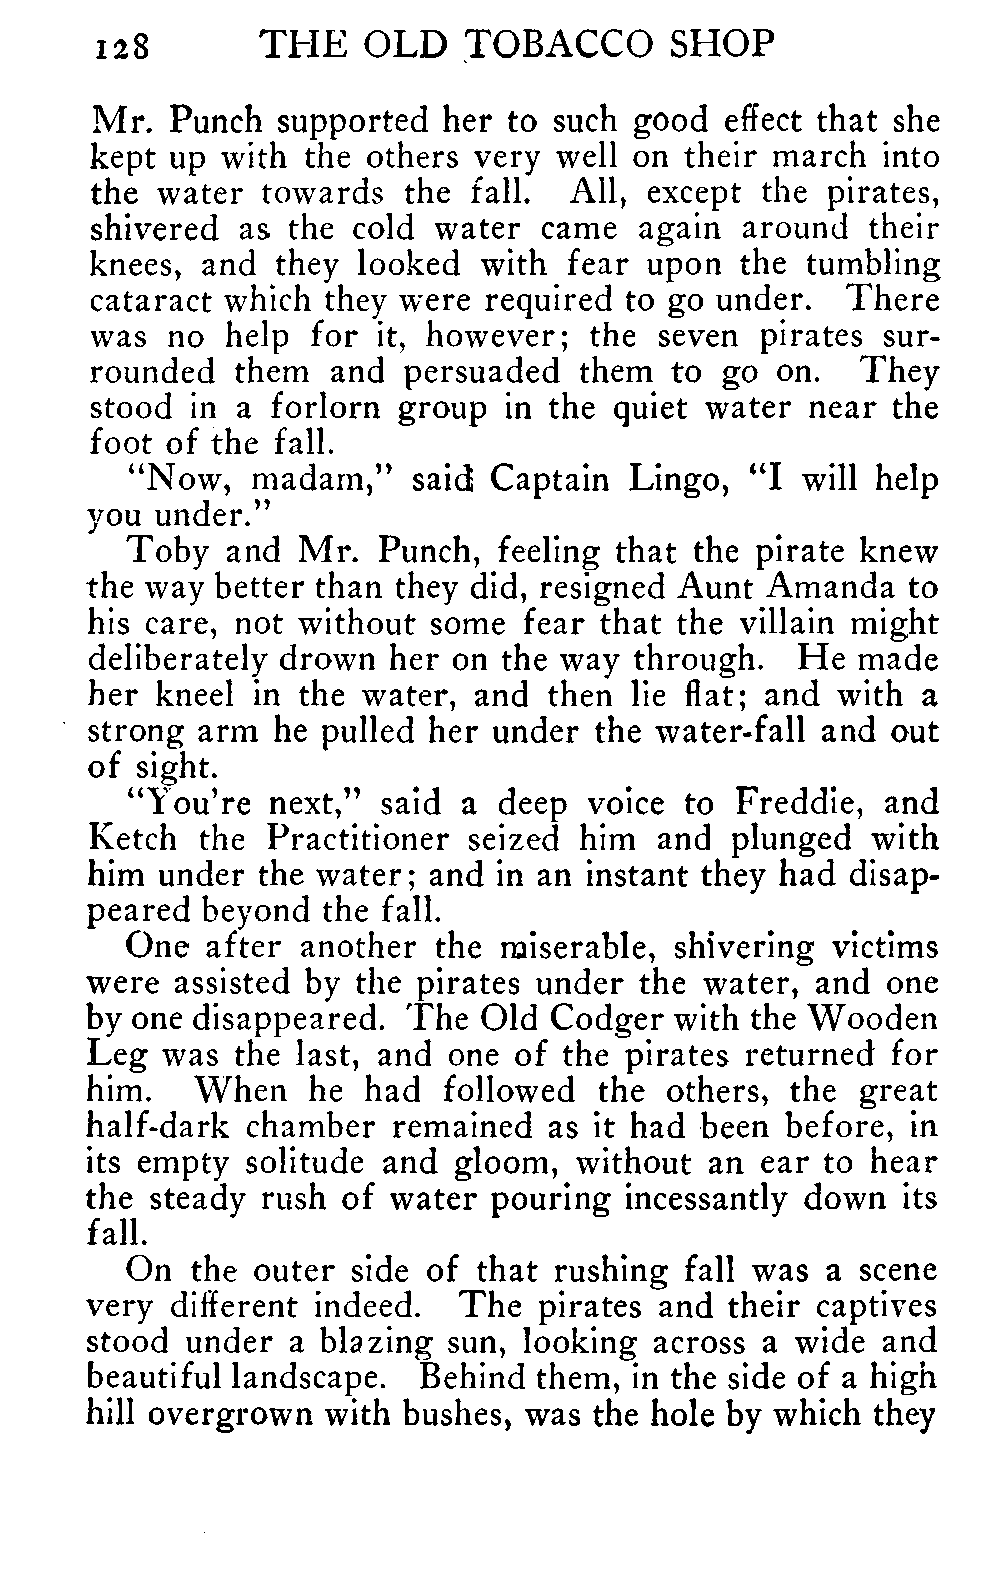 128 THE OLD TOBACCO SHOP
Mr. Punch supported her to such good effect that she
kept up with the others very well on their march into
the water towards the fall. All, except the pirates,
shivered as the cold water came again around their
knees, and they looked with fear upon the tumbling
cataract which they were required to go under. There
was no help for it, however; the seven pirates sur-
rounded them and persuaded them to go on. They
stood in a forlorn group in the quiet water near the
foot of the fall.
“Now, madam,” said Captain Lingo, “I will help
you under.”
Toby and Mr. Punch, feeling that the pirate knew
the way better than they did, resigned Aunt Amanda to
his care, not without some fear that the villain might
deliberately drown her on the way through. He made
her kneel in the water, and then lie flat; and with a
strong arm he pulled her under the water-fall and out
of sight.
“You're next,” said a deep voice to Freddie, and
Ketch the Practitioner seized him and plunged with
him under the water; and in an instant they had disap-
peared beyond the fall.
One after another the miserable, shivering victims
were assisted by the pirates under the water, and one
by one disappeared. The Old Codger with the Wooden
Leg was the last, and one of the pirates returned for
him. When he had followed the others, the great
half-dark chamber remained as it had been before, in
its empty solitude and gloom, without an ear to hear
the steady rush of water pouring incessantly down its
fall.
On the outer side of that rushing fall was a scene
very different indeed. The pirates and their captives
stood under a blazing sun, looking across a wide and
beautiful landscape. Behind them, in the side of a high
hill overgrown with bushes, was the hole by which they